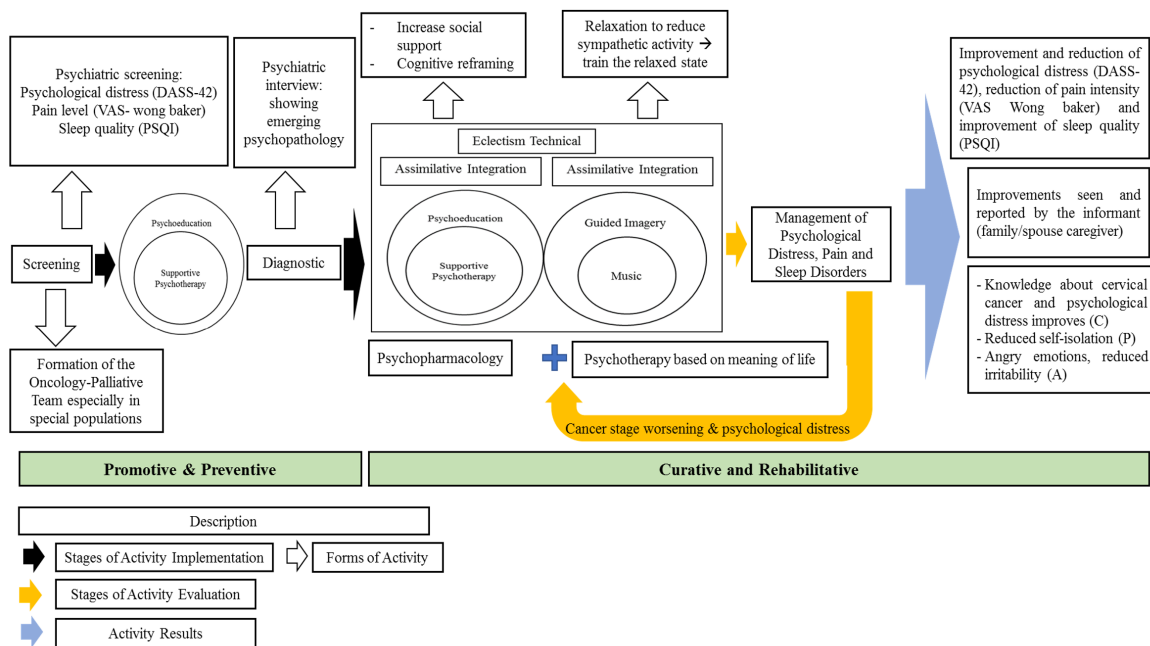 Psychiatric screening:
Psychological distress (DASS-42)
Pain level (VAS- wong baker)
Sleep quality (PSQI)
Psychiatric
interview:
showing
emerging
psychopathology
- Increase social
support
- Cognitive reframing
Relaxation to reduce
sympathetic activity →
train the relaxed state
Improvement and reduction of
psychological distress (DASS-
42), reduction of pain intensity
(VAS Wong baker) and
improvement of sleep quality
(PSQI)
Eclectism Technical
Assimilative Integration
Assimilative Integration
Screening
Psychoeducation
Supportive
Psychotherapy
Diagnostic
Psychoeducation
Supportive
Psychotherapy
Guided Imagery
Music
Management of
Psychological
Distress, Pain and
Sleep Disorders
Improvements seen and
reported by the informant
(family/spouse caregiver)
- Knowledge about cervical
cancer and psychological
distress improves (C)
- Reduced self-isolation (P)
- Angry emotions, reduced
irritability (A)
Formation of the
Oncology-Palliative
Team especially in
special populations
Psychopharmacology
Psychotherapy based on meaning of life
Cancer stage worsening & psychological distress
Promotive & Preventive
Curative and Rehabilitative
Description
Stages of Activity Implementation
Forms of Activity
Stages of Activity Evaluation
Activity Results